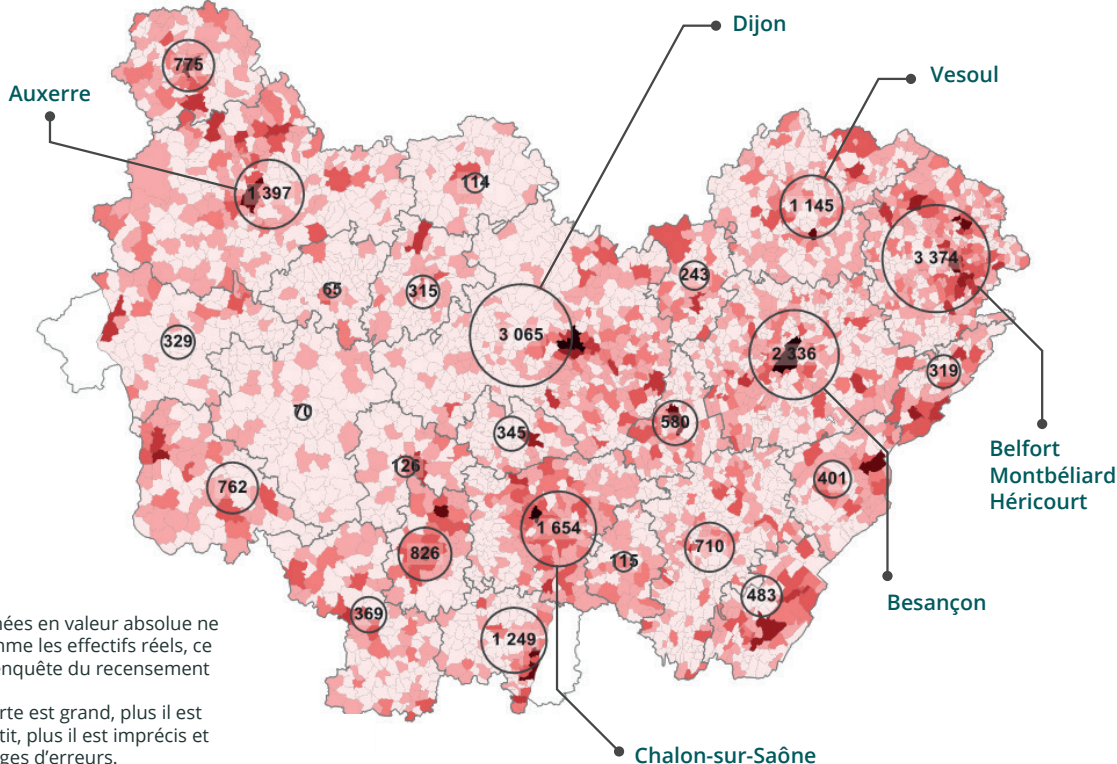 Dijon
Vesoul
Auxerre
775
1 397
114
1 145
3 374
65
315
243
329
3 065
2 336
319
70
345
580
126
762
401
826
1 654
115
710
483
369
1 249
Belfort
Montbéliard
Héricourt
Besançon
Chalon-sur-Saône
nées en valeur absolue ne
me les effectifs réels, ce
enquête du recensement
rte est grand, plus il est
tit, plus il est imprécis et
ges d'erreurs.